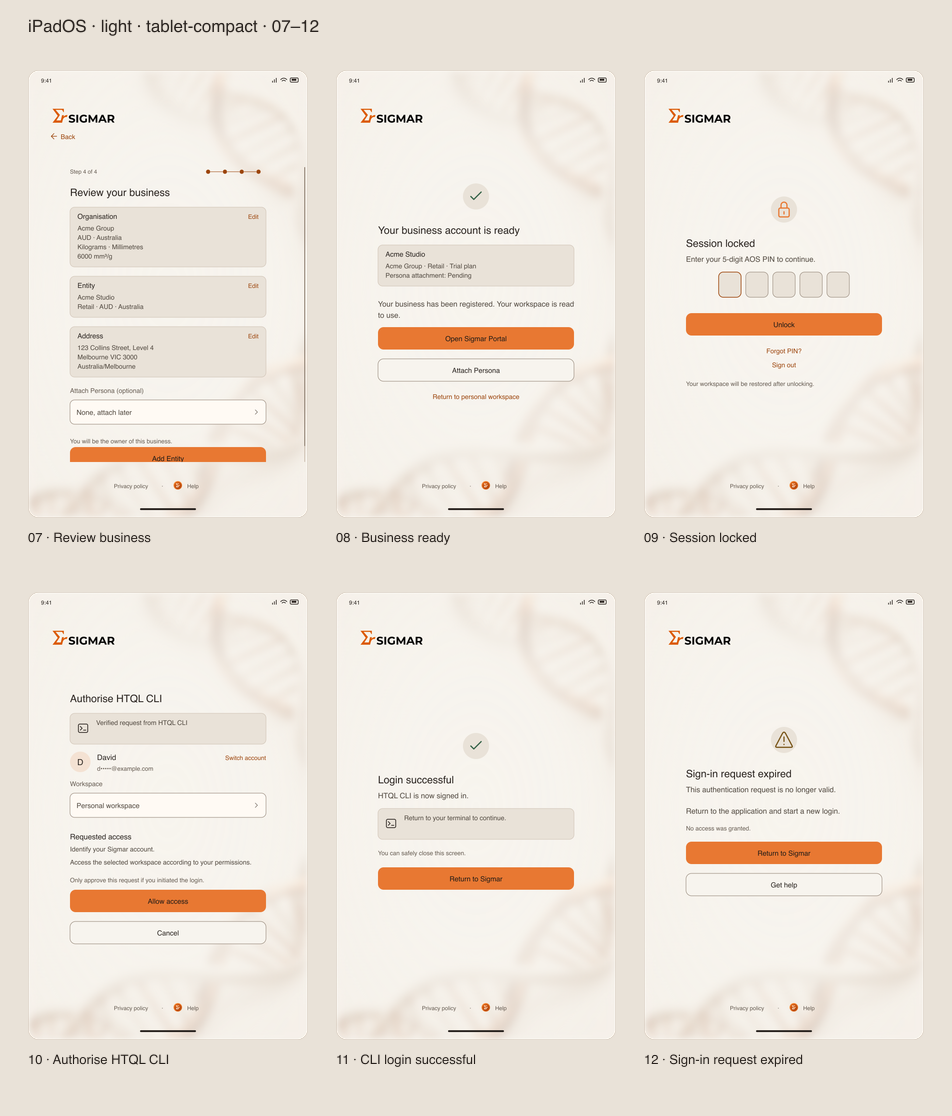 iPadOS · light · tablet-compact · 07–12
9:41
SIGMAR
Back
Step 4 of 4
Review your business
Organisation Edit
Acme Group
AUD · Australia
Kilograms · Millimetres
6000 mm²/g
Entity Edit
Acme Studio
Retail · AUD · Australia
Address Edit
123 Collins Street, Level 4
Melbourne VIC 3000
Australia/Melbourne
Attach Persona (optional)
None, attach later
You will be the owner of this business.
Add Entity
Privacy policy · Help
07 · Review business
9:41
SIGMAR
Your business account is ready
Acme Studio
Acme Group · Retail · Trial plan
Persona attachment: Pending
Your business has been registered. Your workspace is read
to use.
Open Sigmar Portal
Attach Persona
Return to personal workspace
Privacy policy · Help
08 · Business ready
9:41
SIGMAR
Session locked
Enter your 5-digit AOS PIN to continue.
Unlock
Forgot PIN?
Sign out
Your workspace will be restored after unlocking.
Privacy policy · Help
09 · Session locked
9:41
SIGMAR
Authorise HTQL CLI
Verified request from HTQL CLI
D
David Switch account
d•••••@example.com
Workspace
Personal workspace
Requested access
Identify your Sigmar account.
Access the selected workspace according to your permissions.
Only approve this request if you initiated the login.
Allow access
Cancel
Privacy policy · Help
10 · Authorise HTQL CLI
9:41
SIGMAR
Login successful
HTQL CLI is now signed in.
Return to your terminal to continue.
You can safely close this screen.
Return to Sigmar
Privacy policy · Help
11 · CLI login successful
9:41
SIGMAR
Sign-in request expired
This authentication request is no longer valid.
Return to the application and start a new login.
No access was granted.
Return to Sigmar
Get help
Privacy policy · Help
12 · Sign-in request expired